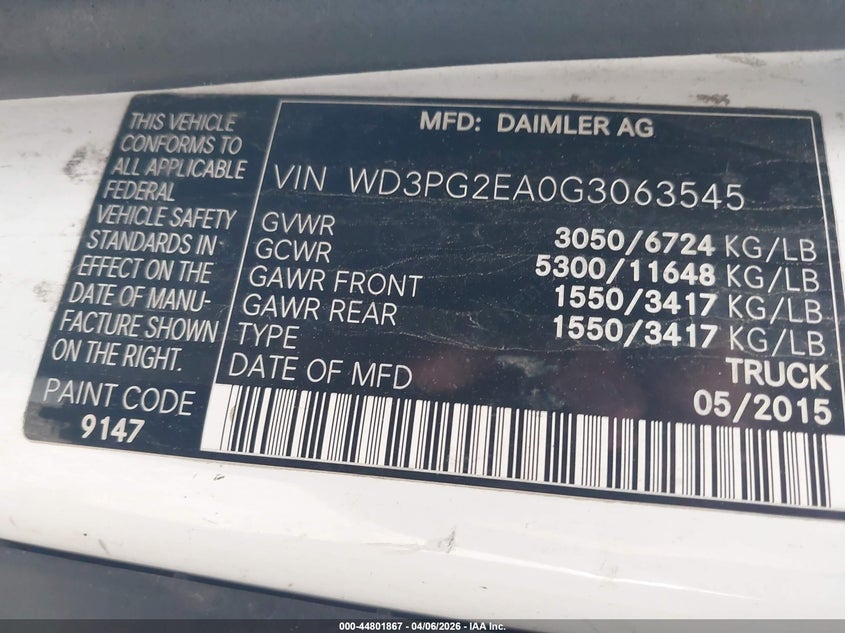 THIS VEHICLE
CONFORMS TO
ALL APPLICABLE
FEDERAL
VEHICLE SAFETY
STANDARDS IN
EFFECT ON THE
DATE OF MANU-
FACTURE SHOWN
ON THE RIGHT.
PAINT CODE
9147
MFD: DAIMLER AG
VIN WD3PG2EA0G3063545
GVWR 3050/6724 KG/LB
GCWR 5300/11648 KG/LB
GAWR FRONT 1550/3417 KG/LB
GAWR REAR 1550/3417 KG/LB
TYPE TRUCK
DATE OF MFD 05/2015
000-44801867 | 04/06/2026 | IAA Inc.